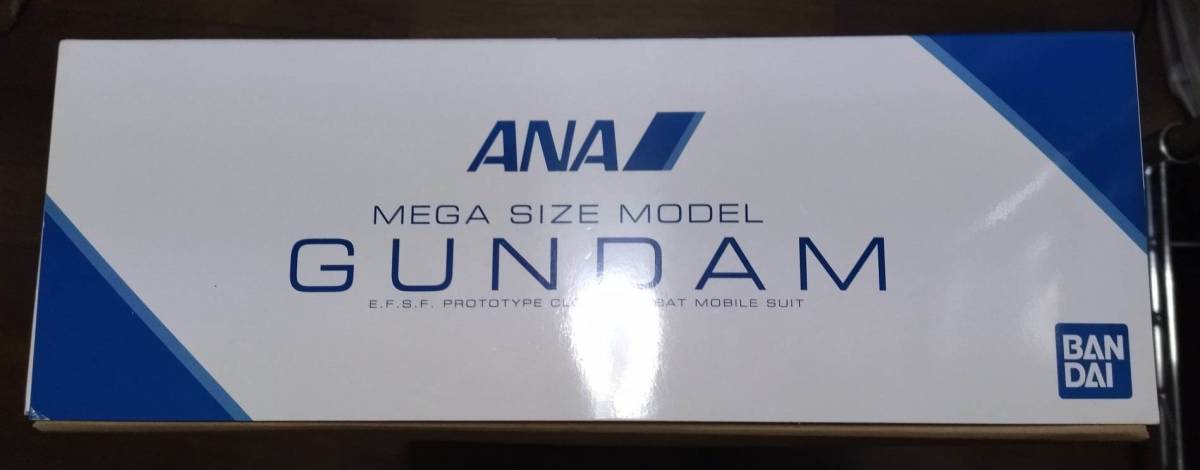 ANA
MEGA SIZE MODEL
GUNDAM
E.F.S.F. PROTOTYPE MOBILE SUIT
BAN
DAI